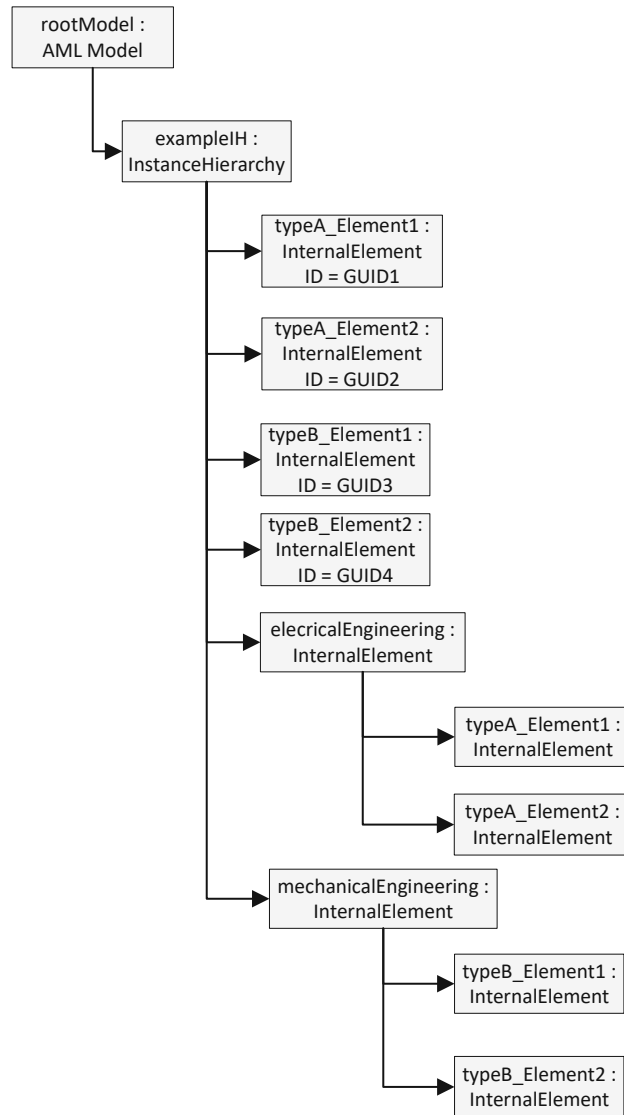 rootModel :
AML Model
exampleIH :
InstanceHierarchy
typeA_Element1 :
InternalElement
ID = GUID1
typeA_Element2 :
InternalElement
ID = GUID2
typeB_Element1 :
InternalElement
ID = GUID3
typeB_Element2 :
InternalElement
ID = GUID4
elecricalEngineering :
InternalElement
typeA_Element1 :
InternalElement
typeA_Element2 :
InternalElement
mechanicalEngineering :
InternalElement
typeB_Element1 :
InternalElement
typeB_Element2 :
InternalElement